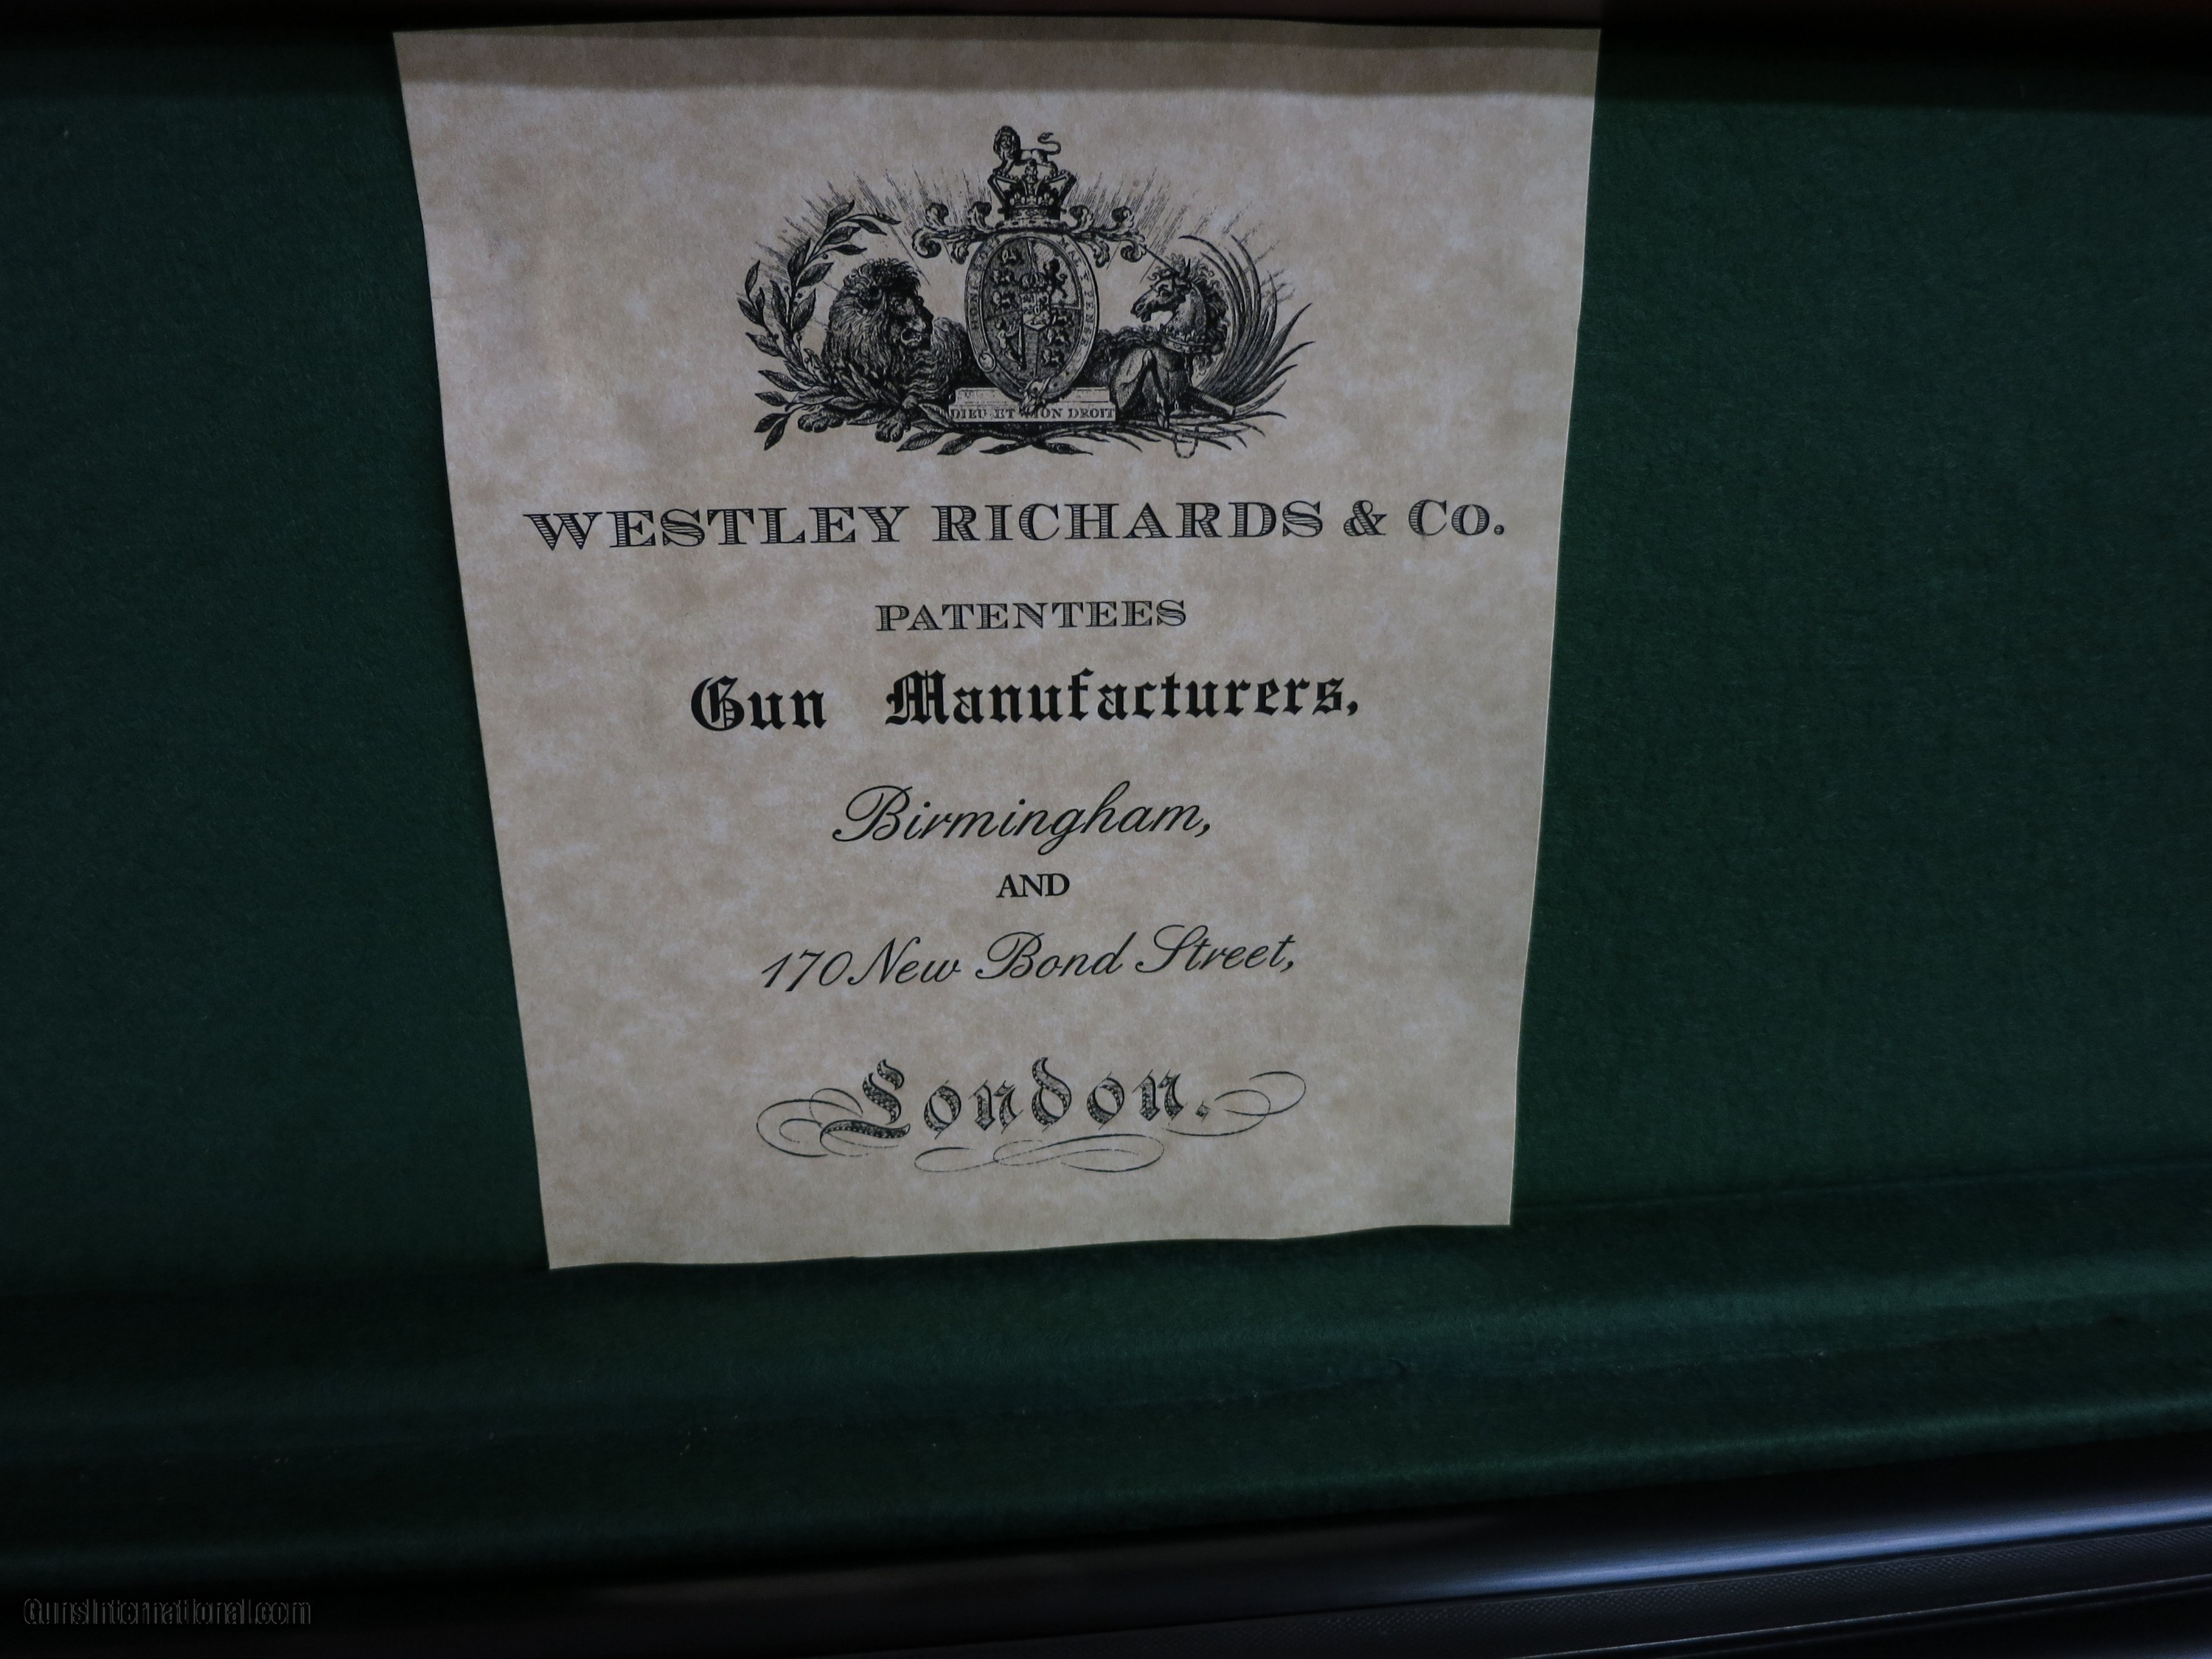 DIEU ET MON DROIT
WESTLEY RICHARDS & Co.
PATENTEES
Gun Manufacturers,
Birmingham,
AND
170 New Bond Street,
London.
GunsInternational.com